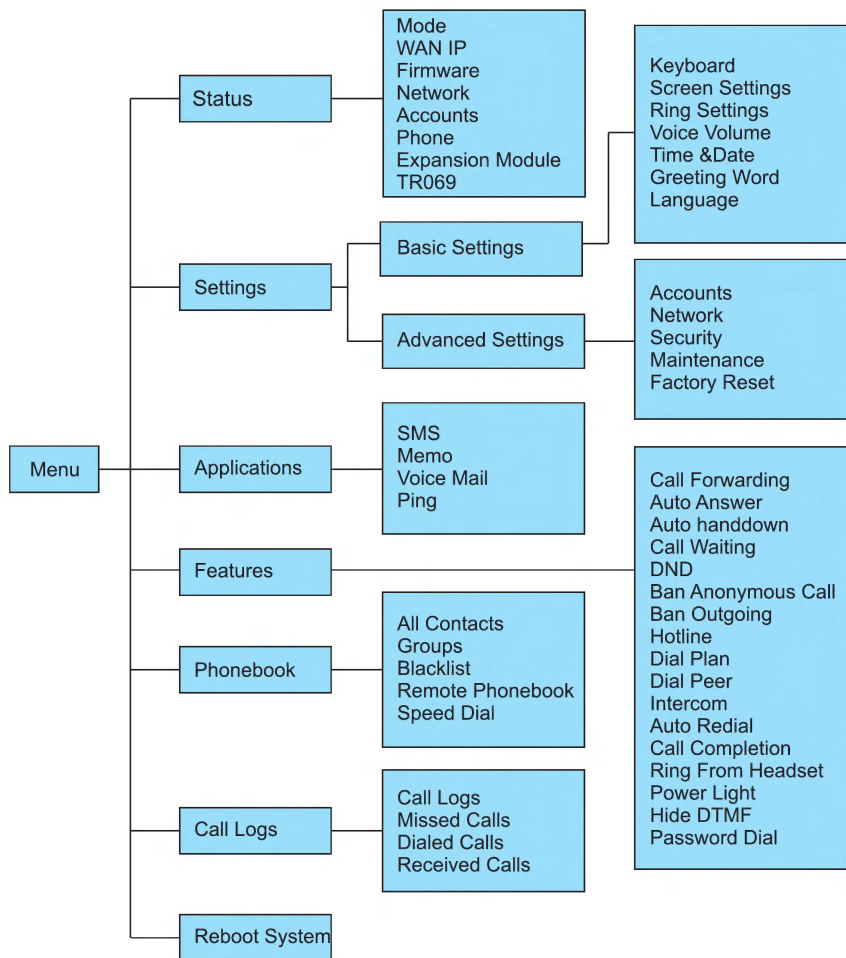 Menu
Status
Mode
WAN IP
Firmware
Network
Accounts
Phone
Expansion Module
TR069
Settings
Basic Settings
Keyboard
Screen Settings
Ring Settings
Voice Volume
Time &Date
Greeting Word
Language
Advanced Settings
Accounts
Network
Security
Maintenance
Factory Reset
Applications
SMS
Memo
Voice Mail
Ping
Features
Call Forwarding
Auto Answer
Auto handdown
Call Waiting
DND
Ban Anonymous Call
Ban Outgoing
Hotline
Dial Plan
Dial Peer
Intercom
Auto Redial
Call Completion
Ring From Headset
Power Light
Hide DTMF
Password Dial
Phonebook
All Contacts
Groups
Blacklist
Remote Phonebook
Speed Dial
Call Logs
Call Logs
Missed Calls
Dialed Calls
Received Calls
Reboot System